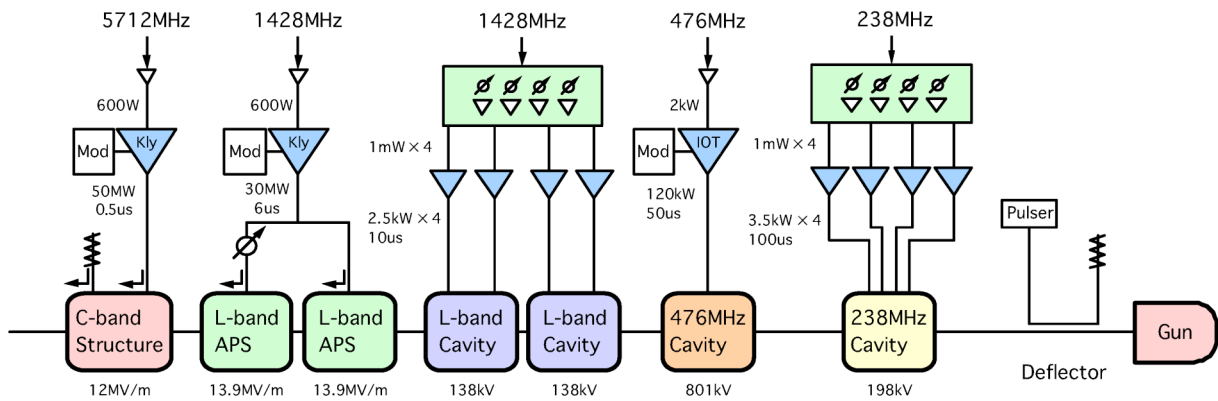 5712MHz
1428MHz
1428MHz
476MHz
238MHz
600W
600W
2kW
Mod
Kly
Mod
Kly
1mW × 4
Mod
IOT
1mW × 4
50MW
0.5us
30MW
6us
2.5kW × 4
10us
120kW
50us
3.5kW × 4
100us
Pulser
C-band
Structure
L-band
APS
L-band
APS
L-band
Cavity
L-band
Cavity
476MHz
Cavity
238MHz
Cavity
Gun
Deflector
12MV/m
13.9MV/m
13.9MV/m
138kV
138kV
801kV
198kV